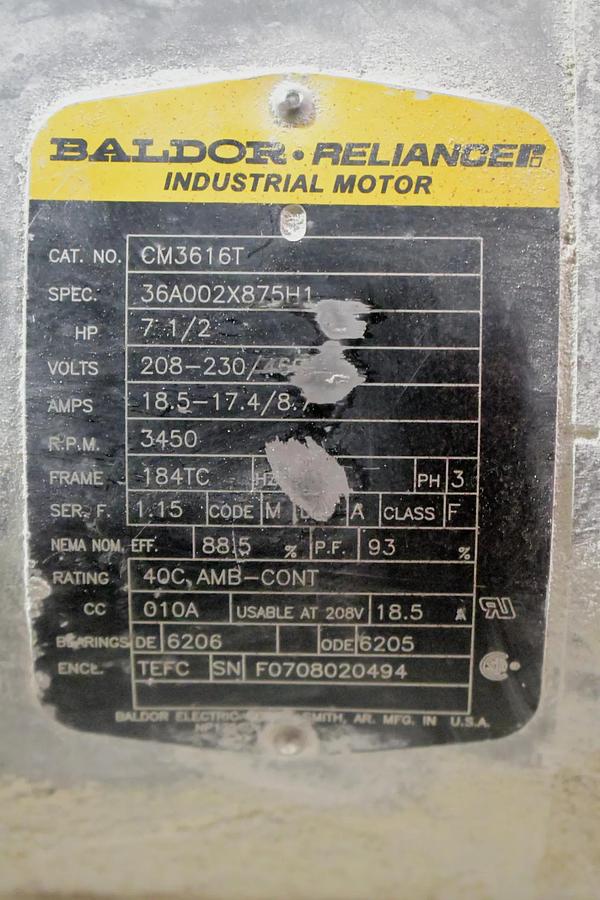 BALDOR • RELIANCER
INDUSTRIAL MOTOR
CAT. NO. CM3616T
SPEC. 36A002X875H1
HP 7 1/2
VOLTS 208-230/
AMPS 18.5-17.4/8.7
R.P.M. 3450
FRAME 184TC HZ PH 3
SER. F. 1.15 CODE M A CLASS F
NEMA NOM. EFF. 88.5 % P.F. 93 %
RATING 40C AMB-CONT
CC 010A USABLE AT 208V 18.5 A
BEARINGS DE 6206 ODE 6205
ENCL. TEFC SN F0708020494
BALDOR ELECTRIC SMITH, AR. MFG. IN U.S.A.